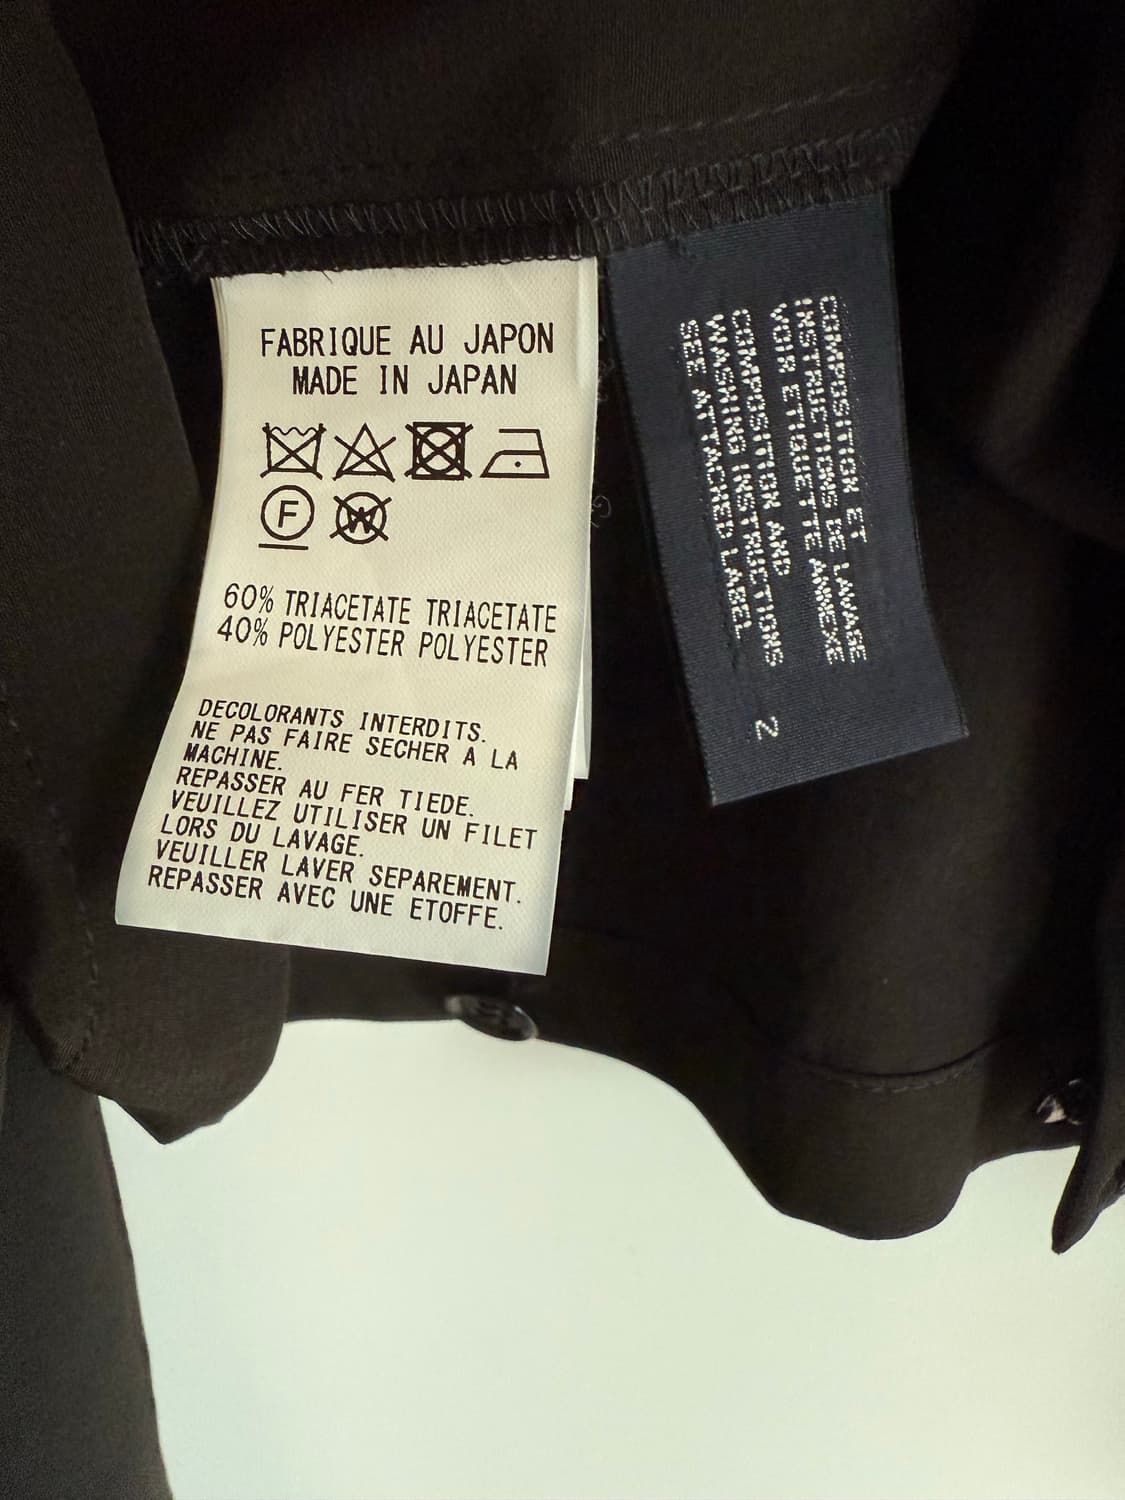 FABRIQUE AU JAPON
MADE IN JAPAN
F
W
60% TRIACETATE TRIACETATE
40% POLYESTER POLYESTER
DECOLORANTS INTERDITS.
NE PAS FAIRE SECHER A LA
MACHINE.
REPASSER AU FER TIEDE.
VEUILLEZ UTILISER UN FILET
LORS DU LAVAGE.
VEUILLER LAVER SEPAREMENT.
REPASSER AVEC UNE ETOFFE.
COMPOSITION ET
INSTRUCTIONS DE LAVAGE
VOIR ETIQUETTE ANNEXE
COMPOSITION AND
WASHING INSTRUCTIONS
SEE ATTACHED LABEL
2